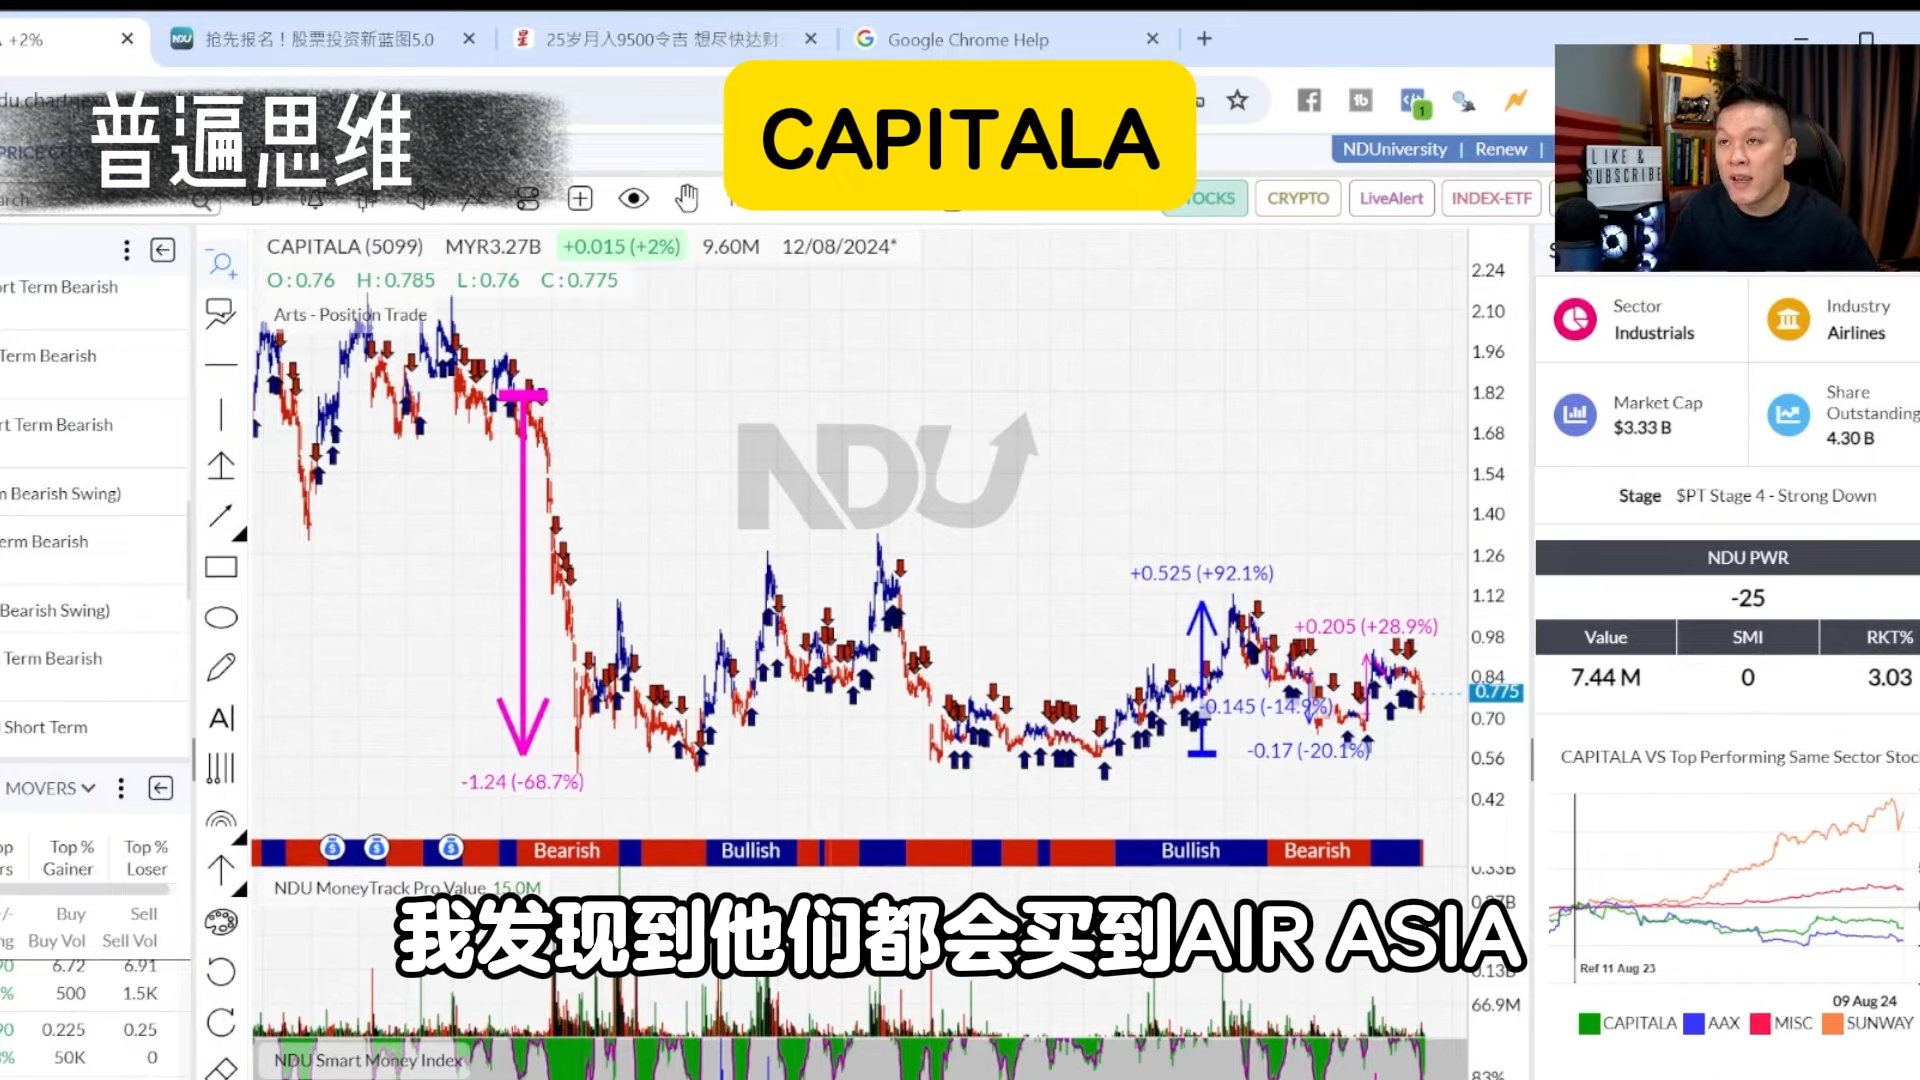 +2%
抢先报名！股票投资新蓝图5.0
25岁月入9500令吉 想尽快达财
Google Chrome Help
普遍思维
CAPITALA
LIKE &
SUBSCRIBE
NDUniversity | Renew |
CRYPTO
LiveAlert
INDEX-ETF
CAPITALA (5099) MYR3.27B +0.015 (+2%) 9.60M 12/08/2024*
O:0.76 H:0.785 L:0.76 C:0.775
Arts - Position Trade
rt Term Bearish
Term Bearish
rt Term Bearish
n Bearish Swing)
erm Bearish
Bearish Swing)
Term Bearish
Short Term
MOVERS
Top % Gainer
Top % Loser
Buy Sell
Buy Vol Sell Vol
6.72 6.91
500 1.5K
0.225 0.25
50K 0
NDU
-1.24 (-68.7%)
+0.525 (+92.1%)
+0.205 (+28.9%)
-0.145 (-14.9%)
-0.17 (-20.1%)
2.24
2.10
1.96
1.82
1.68
1.54
1.40
1.26
1.12
0.98
0.84
0.775
0.70
0.56
0.42
Bearish
Bullish
Bullish
Bearish
NDU MoneyTrack Pro Value 15.0M
66.9M
我发现到他们都会买到AIR ASIA
NDU Smart Money Index
83%
Sector
Industrials
Industry
Airlines
Market Cap
$3.33 B
Share
Outstanding
4.30 B
Stage $PT Stage 4 - Strong Down
NDU PWR
-25
Value SMI RKT%
7.44 M 0 3.03
CAPITALA VS Top Performing Same Sector Stoc
Ref 11 Aug 23
09 Aug 24
CAPITALA AAX MISC SUNWAY